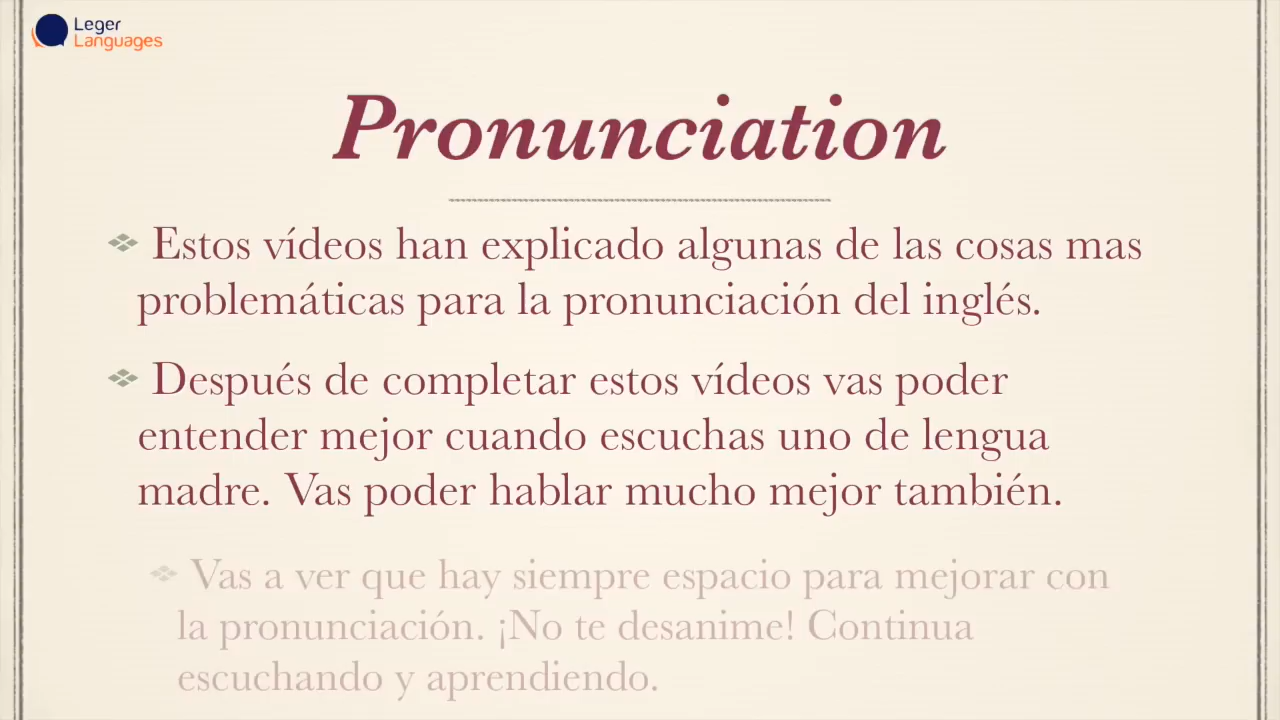 Leger
Languages
Pronunciation
Estos vídeos han explicado algunas de las cosas mas
problemáticas para la pronunciación del inglés.
Después de completar estos vídeos vas poder
entender mejor cuando escuchas uno de lengua
madre. Vas poder hablar mucho mejor también.
Vas a ver que hay siempre espacio para mejorar con
la pronunciación. ¡No te desanime! Continua
escuchando y aprendiendo.